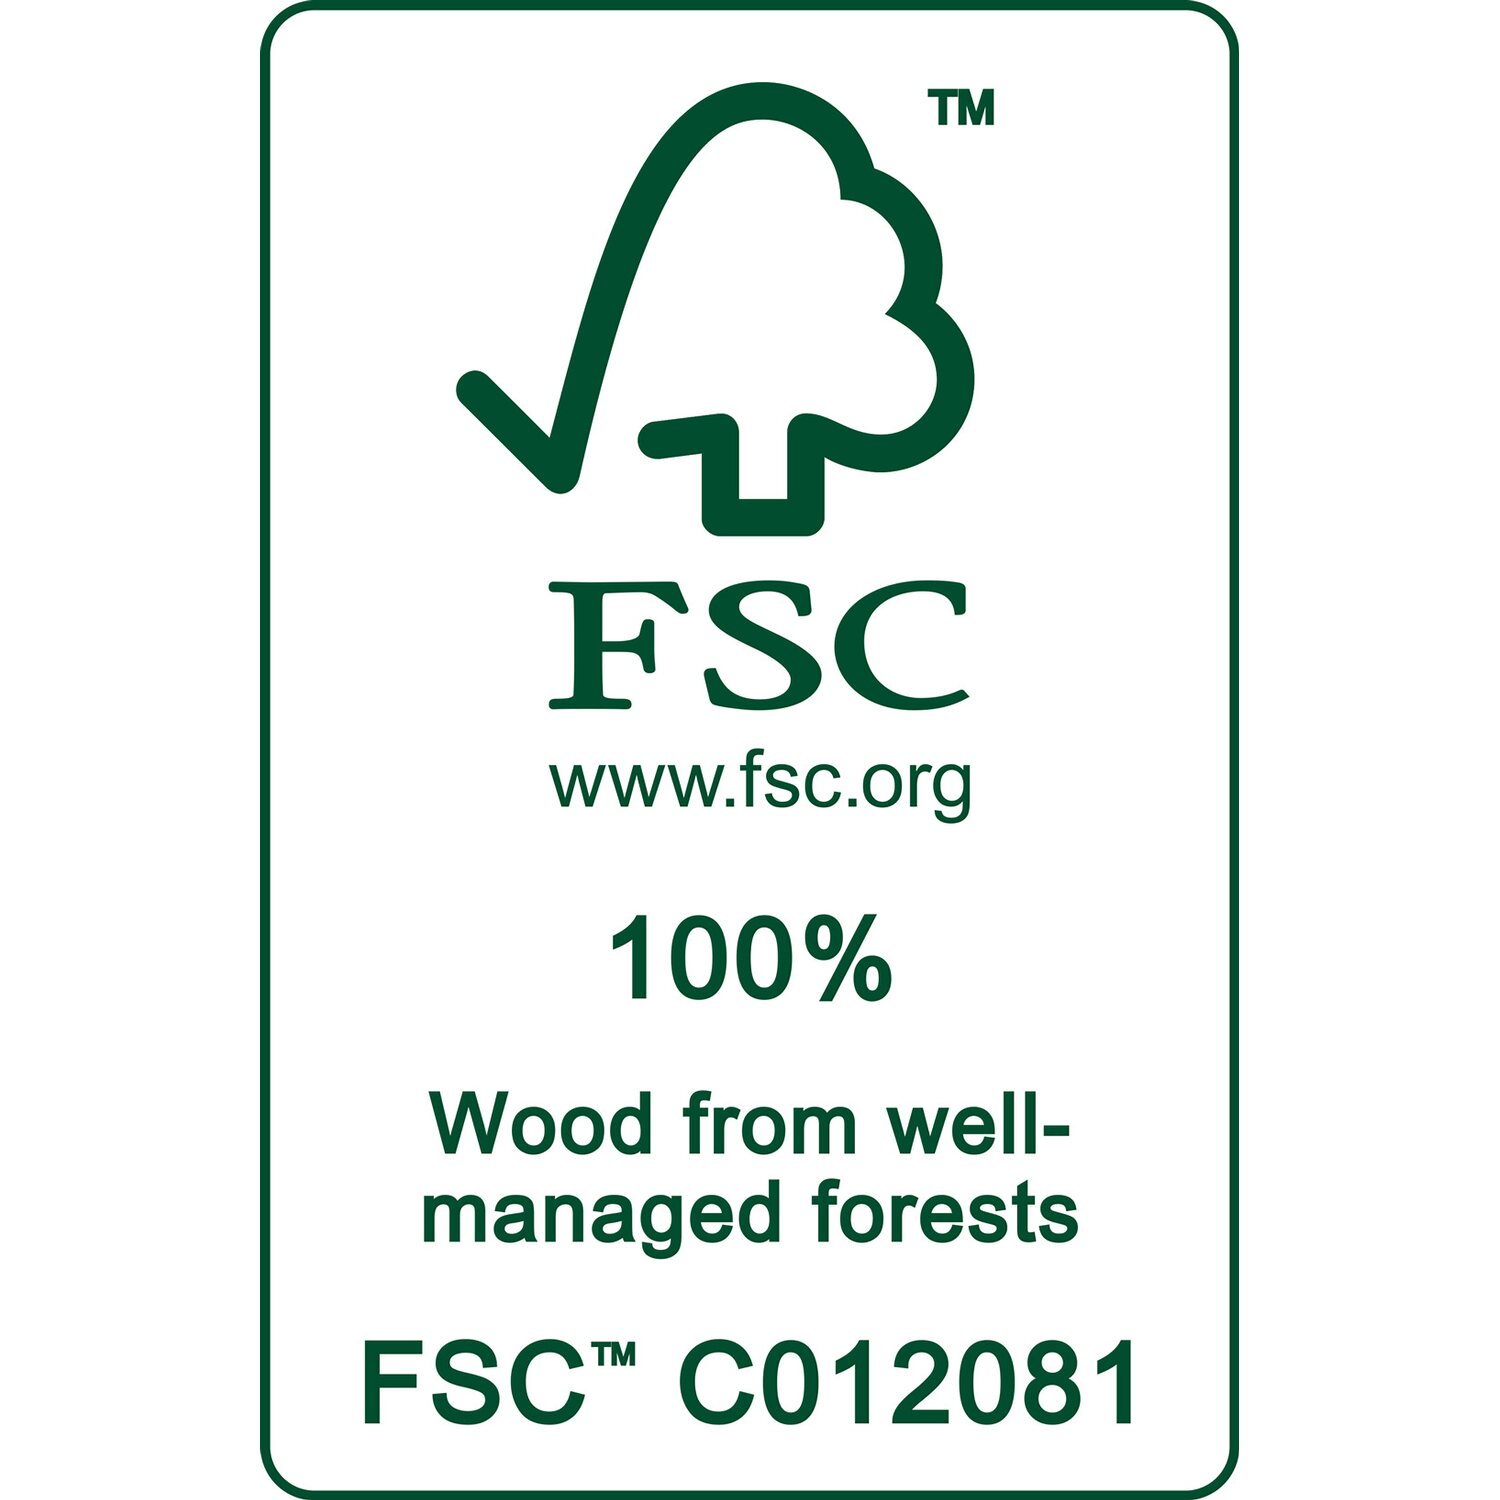 TM
FSC
www.fsc.org
100%
Wood from well-
managed forests
FSC™ C012081